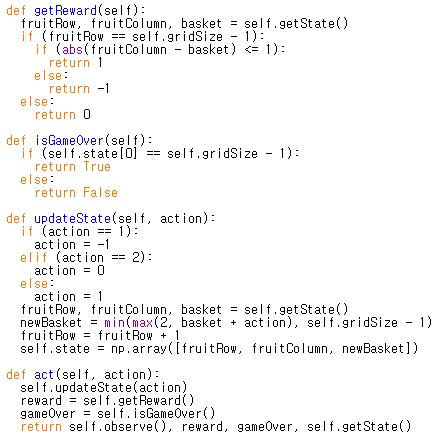 def getReward(self):
  fruitRow, fruitColumn, basket = self.getState()
  if (fruitRow == self.gridSize - 1):
    if (abs(fruitColumn - basket) <= 1):
      return 1
    else:
      return -1
  else:
    return 0

def isGameOver(self):
  if (self.state[0] == self.gridSize - 1):
    return True
  else:
    return False

def updateState(self, action):
  if (action == 1):
    action = -1
  elif (action == 2):
    action = 0
  else:
    action = 1
  fruitRow, fruitColumn, basket = self.getState()
  newBasket = min(max(2, basket + action), self.gridSize - 1)
  fruitRow = fruitRow + 1
  self.state = np.array([fruitRow, fruitColumn, newBasket])

def act(self, action):
  self.updateState(action)
  reward = self.getReward()
  gameOver = self.isGameOver()
  return self.observe(), reward, gameOver, self.getState()